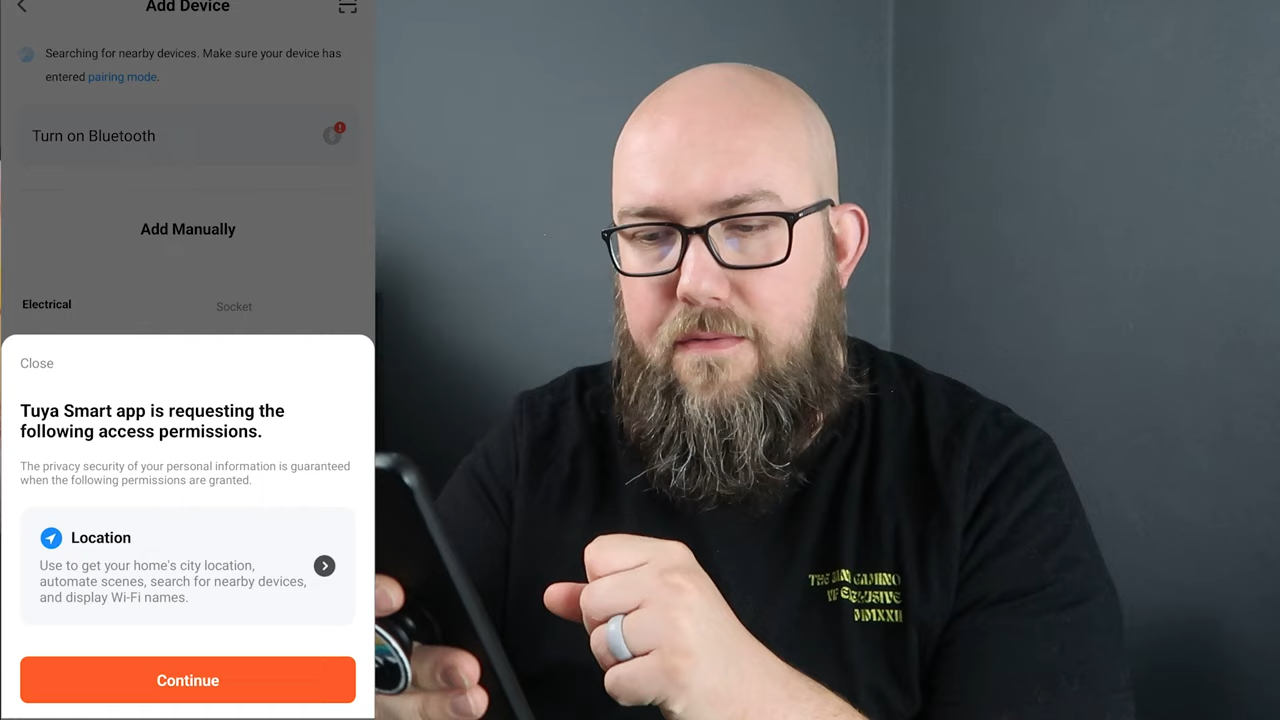 Add Device
Searching for nearby devices. Make sure your device has
entered pairing mode.
Turn on Bluetooth
!
Add Manually
Electrical
Socket
Close
Tuya Smart app is requesting the
following access permissions.
The privacy security of your personal information is guaranteed
when the following permissions are granted.
Location
Use to get your home's city location,
automate scenes, search for nearby devices,
and display Wi-Fi names.
Continue
THE
GAMING
MMXXII